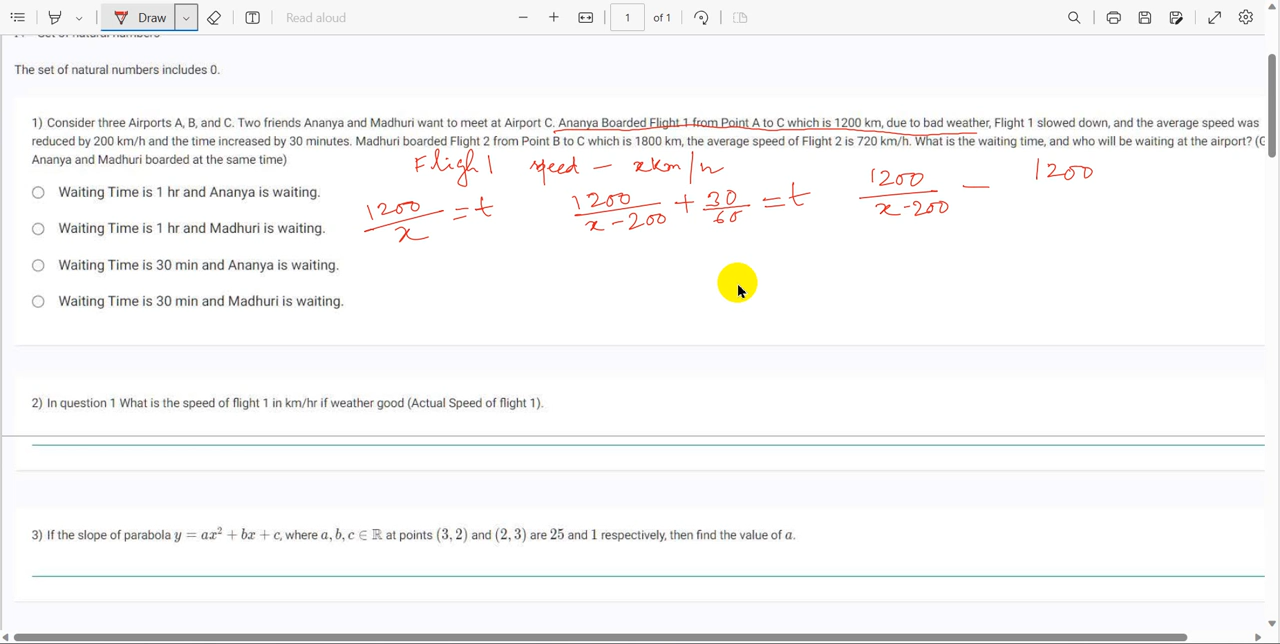 Draw
Read aloud
1
of 1
The set of natural numbers includes 0.
1) Consider three Airports A, B, and C. Two friends Ananya and Madhuri want to meet at Airport C. Ananya Boarded Flight 1 from Point A to C which is 1200 km, due to bad weather, Flight 1 slowed down, and the average speed was
reduced by 200 km/h and the time increased by 30 minutes. Madhuri boarded Flight 2 from Point B to C which is 1800 km, the average speed of Flight 2 is 720 km/h. What is the waiting time, and who will be waiting at the airport? (
Ananya and Madhuri boarded at the same time)
Fligh 1 speed – x km/h
Waiting Time is 1 hr and Ananya is waiting.
1200/x = t
1200/(x-200) + 30/60 = t
1200/(x-200) – 1200
Waiting Time is 1 hr and Madhuri is waiting.
Waiting Time is 30 min and Ananya is waiting.
Waiting Time is 30 min and Madhuri is waiting.
2) In question 1 What is the speed of flight 1 in km/hr if weather good (Actual Speed of flight 1).
3) If the slope of parabola y = ax² + bx + c, where a, b, c ∈ ℝ at points (3, 2) and (2, 3) are 25 and 1 respectively, then find the value of a.